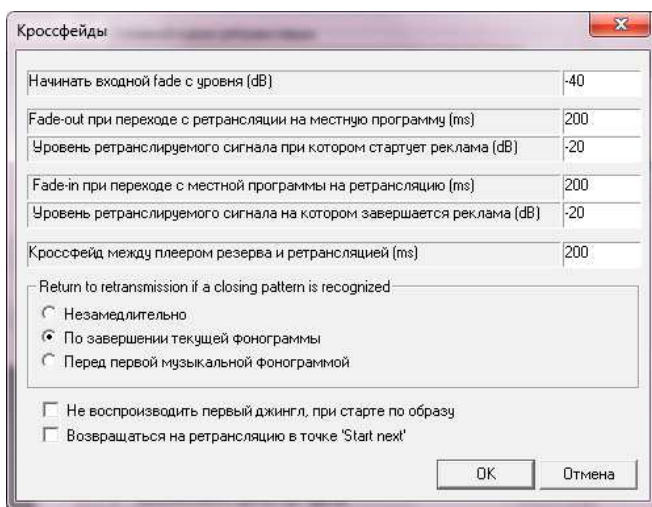 Кроссфейды
Начинать входной fade с уровня (dB) -40
Fade-out при переходе с ретрансляции на местную программу (ms) 200
Уровень ретранслируемого сигнала при котором стартует реклама (dB) -20
Fade-in при переходе с местной программы на ретрансляцию (ms) 200
Уровень ретранслируемого сигнала на котором завершается реклама (dB) -20
Кроссфейд между плеером резерва и ретрансляцией (ms) 200
Return to retransmission if a closing pattern is recognized
Незамедлительно
По завершении текущей фонограммы
Перед первой музыкальной фонограммой
Не воспроизводить первый джингл, при старте по образу
Возвращаться на ретрансляцию в точке 'Start next'
OK Отмена